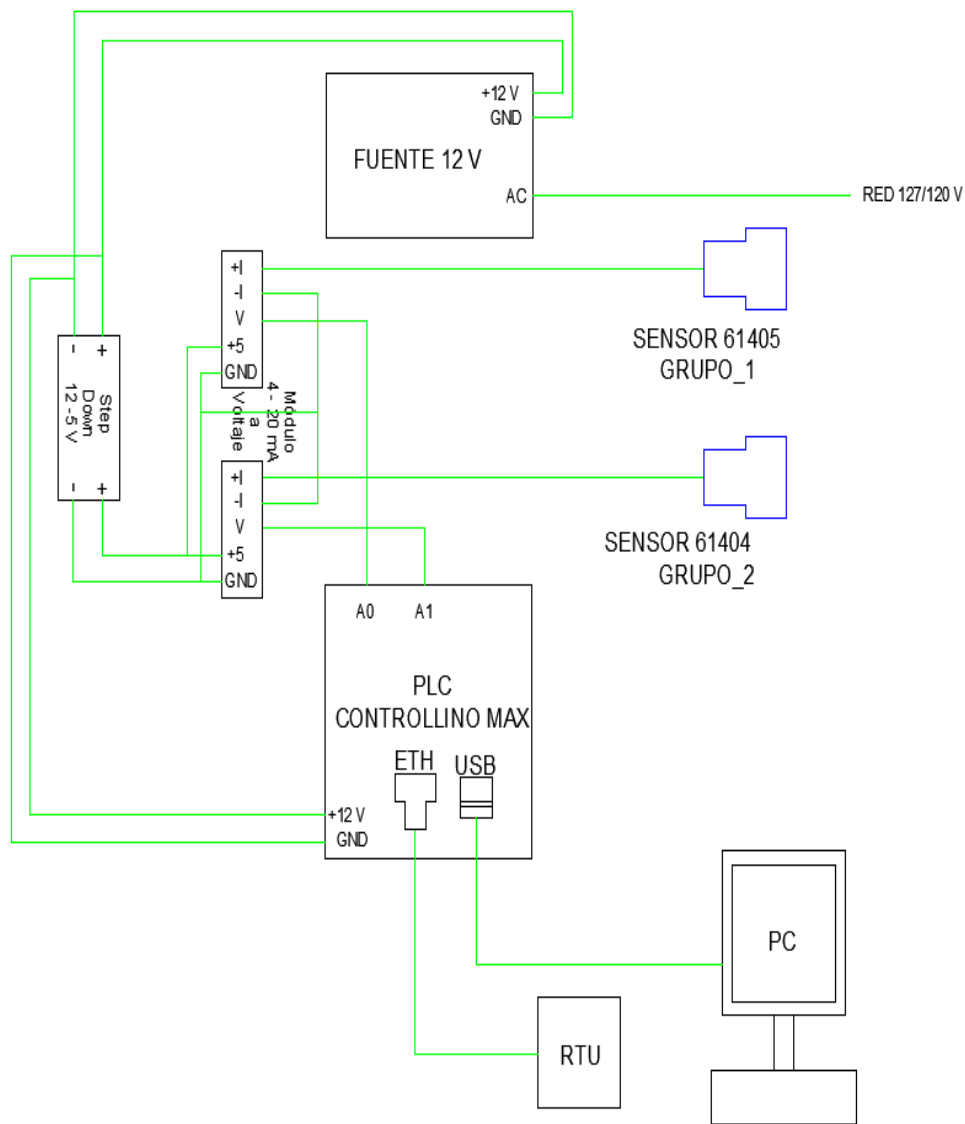 +12 V
GND
FUENTE 12 V
AC
RED 127/120 V
+I
-I
V
+5
GND
SENSOR 61405
GRUPO_1
- +
Step
Down
12 -5 V
- +
Módulo
4- 20 mA
a
Voltaje
+I
-I
V
+5
GND
SENSOR 61404
GRUPO_2
A0 A1
PLC
CONTROLLINO MAX
ETH USB
+12 V
GND
PC
RTU